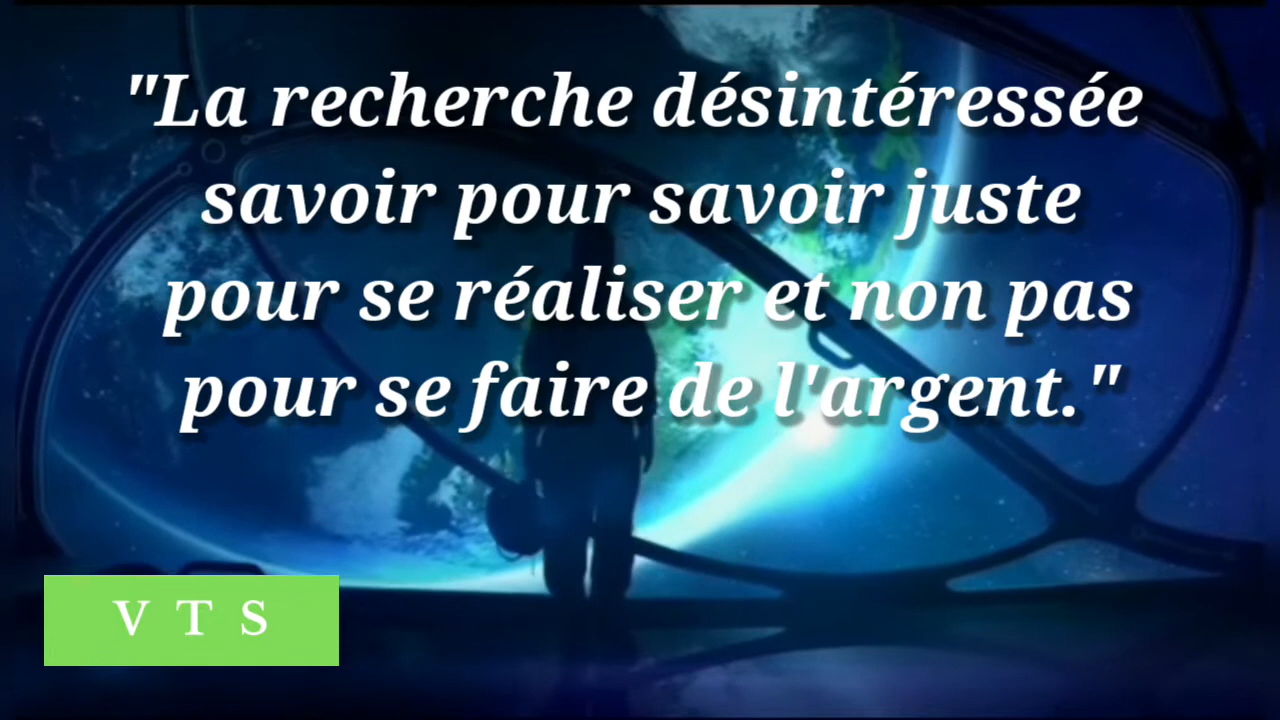 "La recherche désintéressée
savoir pour savoir juste
pour se réaliser et non pas
pour se faire de l'argent."
V T S